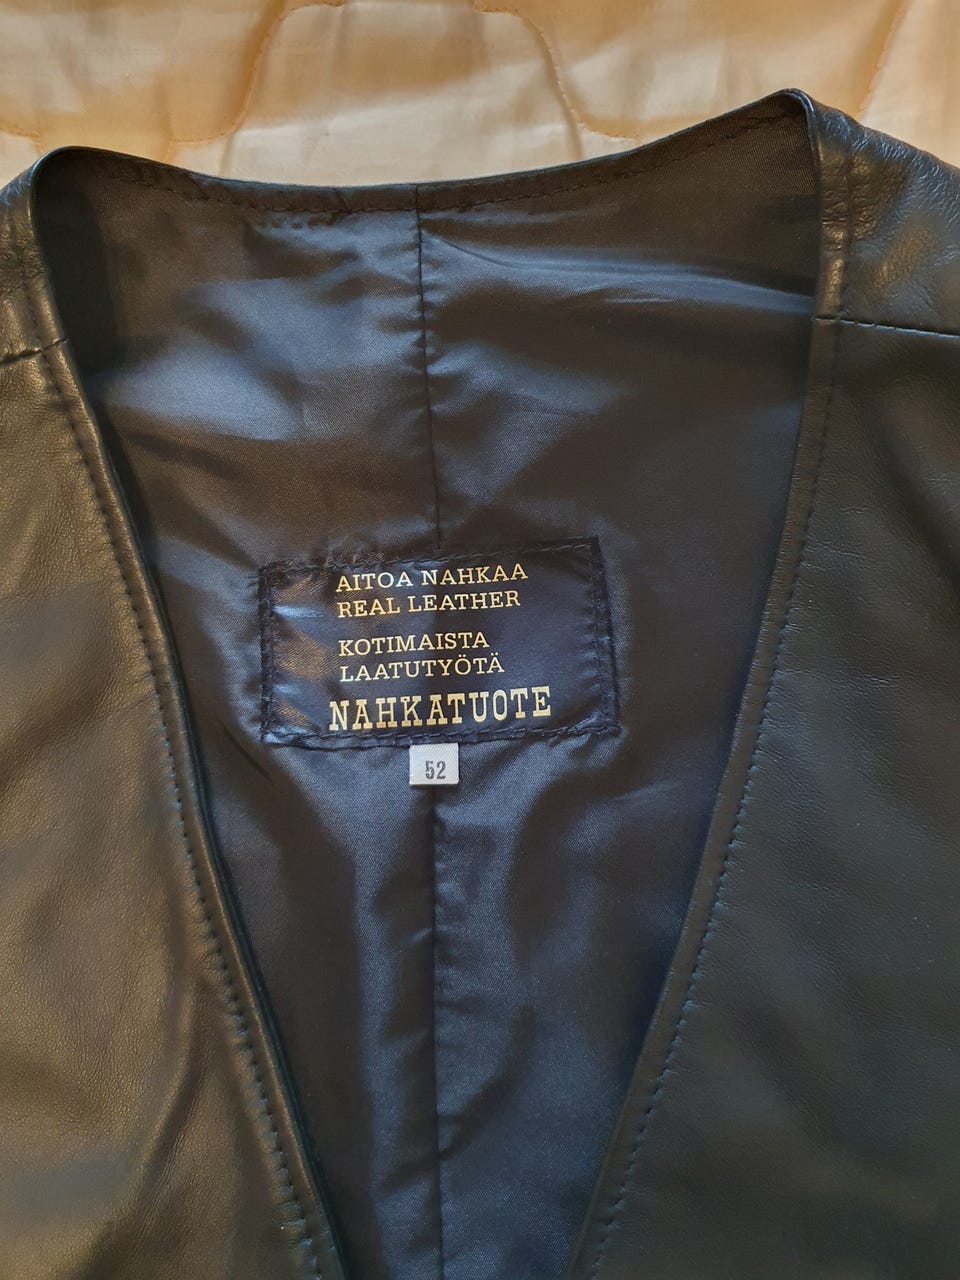 AITOA NAHKAA
REAL LEATHER
KOTIMAISTA
LAATUTYÖTÄ
NAHKATUOTE
52